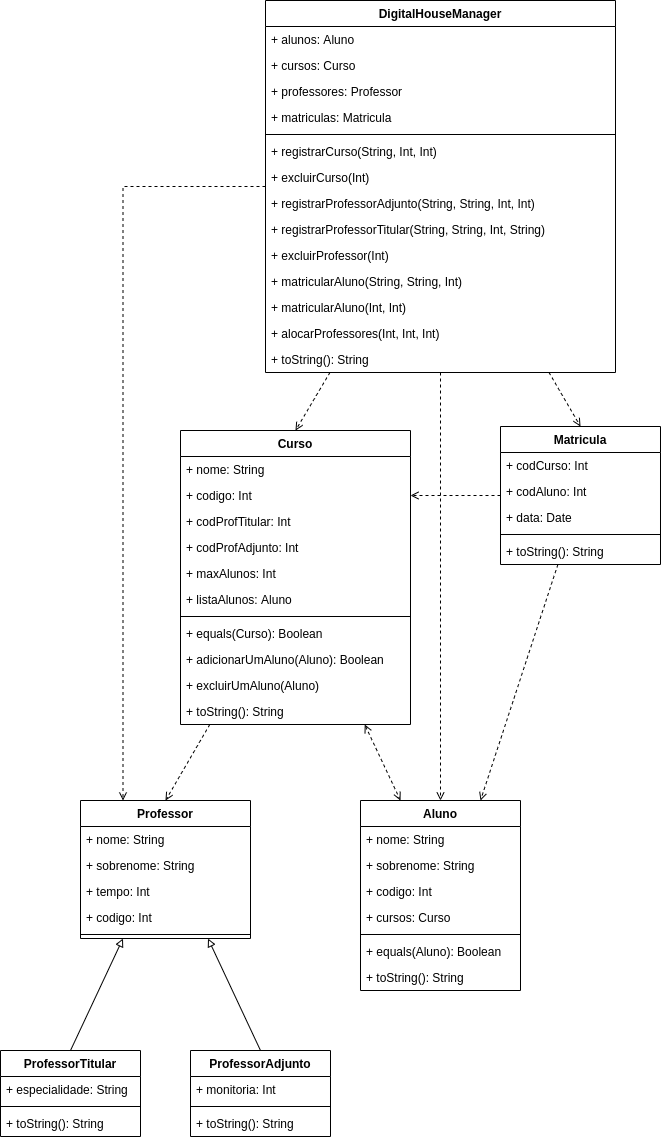 DigitalHouseManager
+ alunos: Aluno
+ cursos: Curso
+ professores: Professor
+ matriculas: Matricula
+ registrarCurso(String, Int, Int)
+ excluirCurso(Int)
+ registrarProfessorAdjunto(String, String, Int, Int)
+ registrarProfessorTitular(String, String, Int, String)
+ excluirProfessor(Int)
+ matricularAluno(String, String, Int)
+ matricularAluno(Int, Int)
+ alocarProfessores(Int, Int, Int)
+ toString(): String
Curso
+ nome: String
+ codigo: Int
+ codProfTitular: Int
+ codProfAdjunto: Int
+ maxAlunos: Int
+ listaAlunos: Aluno
+ equals(Curso): Boolean
+ adicionarUmAluno(Aluno): Boolean
+ excluirUmAluno(Aluno)
+ toString(): String
Matricula
+ codCurso: Int
+ codAluno: Int
+ data: Date
+ toString(): String
Professor
+ nome: String
+ sobrenome: String
+ tempo: Int
+ codigo: Int
Aluno
+ nome: String
+ sobrenome: String
+ codigo: Int
+ cursos: Curso
+ equals(Aluno): Boolean
+ toString(): String
ProfessorTitular
+ especialidade: String
+ toString(): String
ProfessorAdjunto
+ monitoria: Int
+ toString(): String